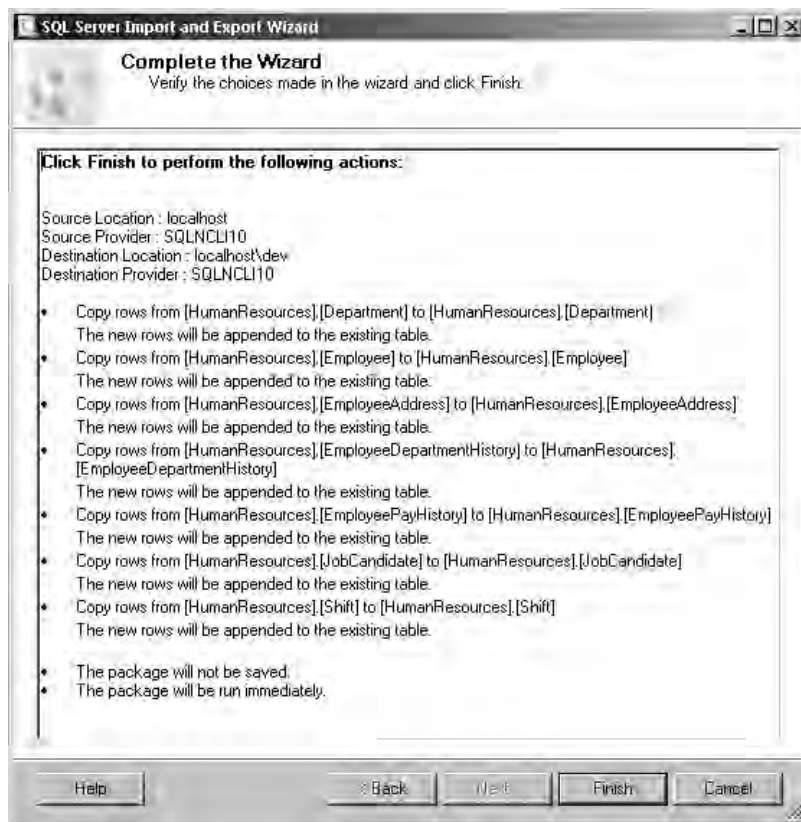 SQL Server Import and Export Wizard
Complete the Wizard
Verify the choices made in the wizard and click Finish.
Click Finish to perform the following actions:
Source Location : localhost
Source Provider : SQLNCLI10
Destination Location : localhost\dev
Destination Provider : SQLNCLI10
• Copy rows from [HumanResources].[Department] to [HumanResources].[Department]
The new rows will be appended to the existing table.
• Copy rows from [HumanResources].[Employee] to [HumanResources].[Employee]
The new rows will be appended to the existing table.
• Copy rows from [HumanResources].[EmployeeAddress] to [HumanResources].[EmployeeAddress]
The new rows will be appended to the existing table.
• Copy rows from [HumanResources].[EmployeeDepartmentHistory] to [HumanResources].
[EmployeeDepartmentHistory]
The new rows will be appended to the existing table.
• Copy rows from [HumanResources].[EmployeePayHistory] to [HumanResources].[EmployeePayHistory]
The new rows will be appended to the existing table.
• Copy rows from [HumanResources].[JobCandidate] to [HumanResources].[JobCandidate]
The new rows will be appended to the existing table.
• Copy rows from [HumanResources].[Shift] to [HumanResources].[Shift]
The new rows will be appended to the existing table.
• The package will not be saved.
• The package will be run immediately.
Help < Back Next Finish Cancel